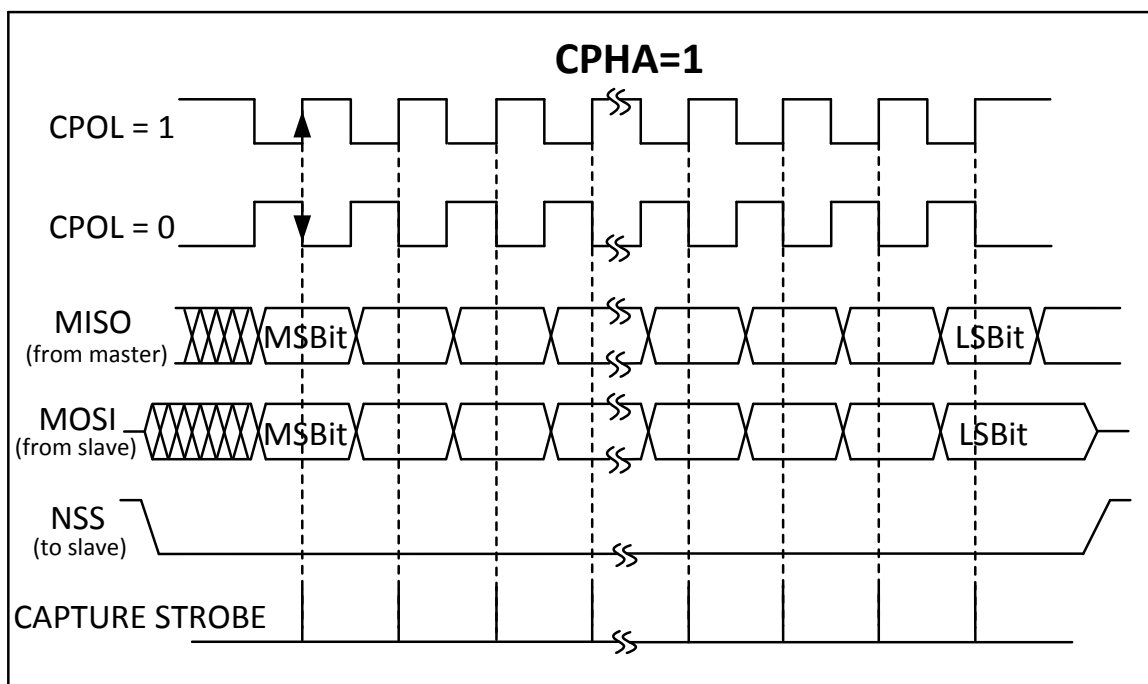 CPHA=1
CPOL = 1
CPOL = 0
MISO
(from master)
MSBit
LSBit
MOSI
(from slave)
MSBit
LSBit
NSS
(to slave)
CAPTURE STROBE